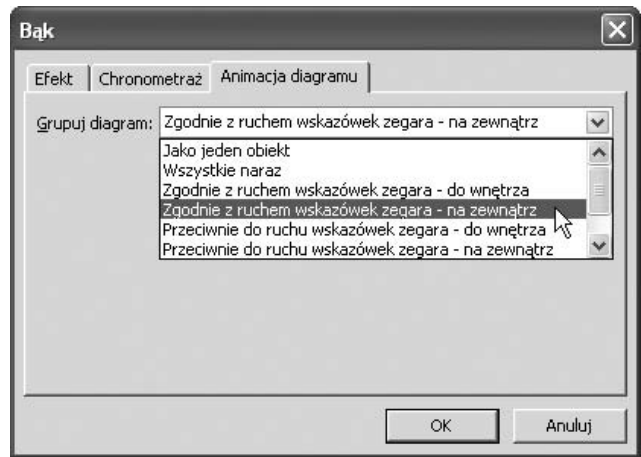 Bąk
Efekt Chronometraż Animacja diagramu
Grupuj diagram: Zgodnie z ruchem wskazówek zegara - na zewnątrz
Jako jeden obiekt
Wszystkie naraz
Zgodnie z ruchem wskazówek zegara - do wnętrza
Zgodnie z ruchem wskazówek zegara - na zewnątrz
Przeciwnie do ruchu wskazówek zegara - do wnętrza
Przeciwnie do ruchu wskazówek zegara - na zewnątrz
OK Anuluj